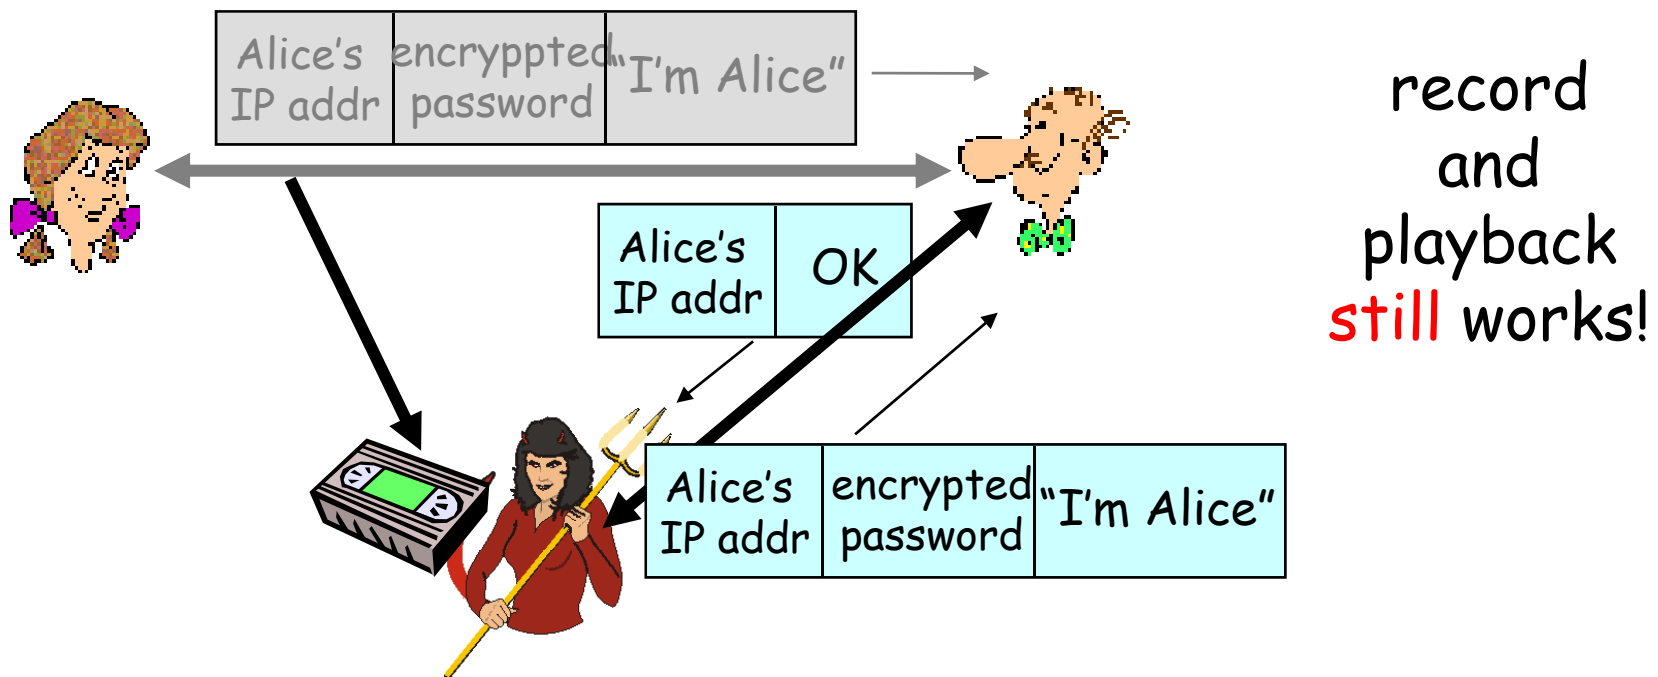 Alice’s
IP addr
encryppted
password
“I’m Alice”
record
and
playback
still works!
Alice’s
IP addr
OK
Alice’s
IP addr
encrypted
password
“I’m Alice”